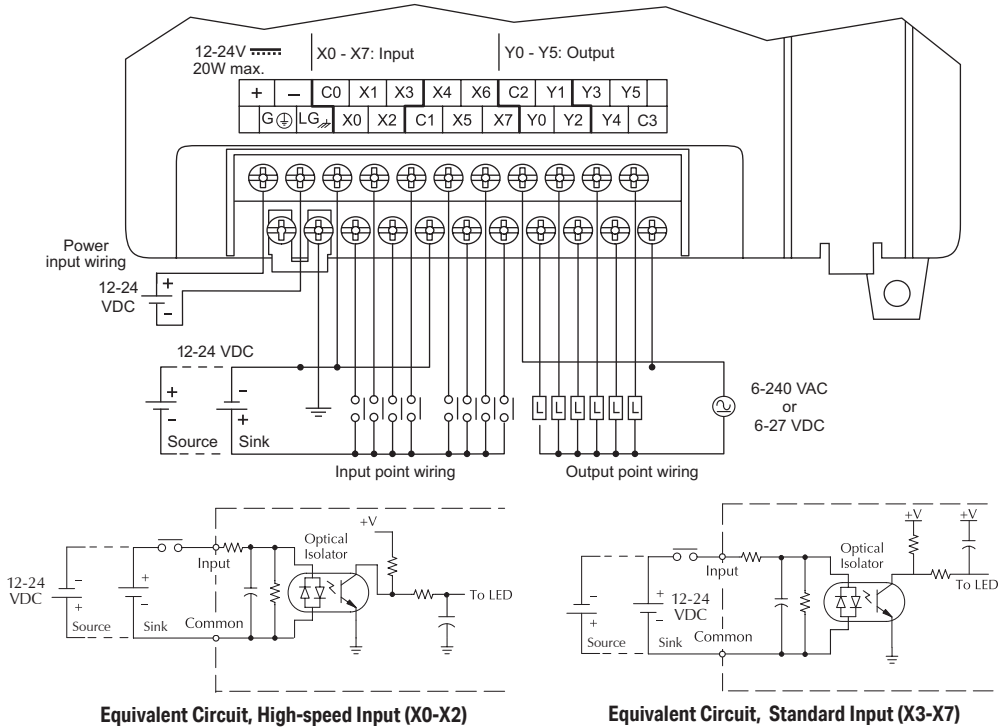 12-24V
20W max.
X0 - X7: Input
Y0 - Y5: Output
+ − C0 X1 X3 X4 X6 C2 Y1 Y3 Y5
G LG X0 X2 C1 X5 X7 Y0 Y2 Y4 C3
Power
input wiring
12-24
VDC
+
-
12-24 VDC
+
-
-
+
Source
Sink
L L L L L L
6-240 VAC
or
6-27 VDC
Input point wiring
Output point wiring
12-24
VDC
-
+
Source
+
-
Sink
Input
Common
Optical
Isolator
+V
To LED
Equivalent Circuit, High-speed Input (X0-X2)
-
+
Source
+
-
12-24
VDC
Sink
Input
Common
Optical
Isolator
+V
+V
To LED
Equivalent Circuit, Standard Input (X3-X7)